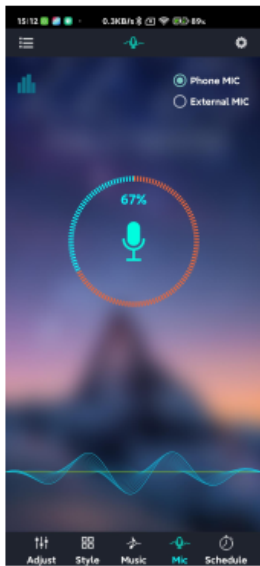 15:12 0.3KB/s 89%
Phone MIC
External MIC
67%
Adjust Style Music Mic Schedule